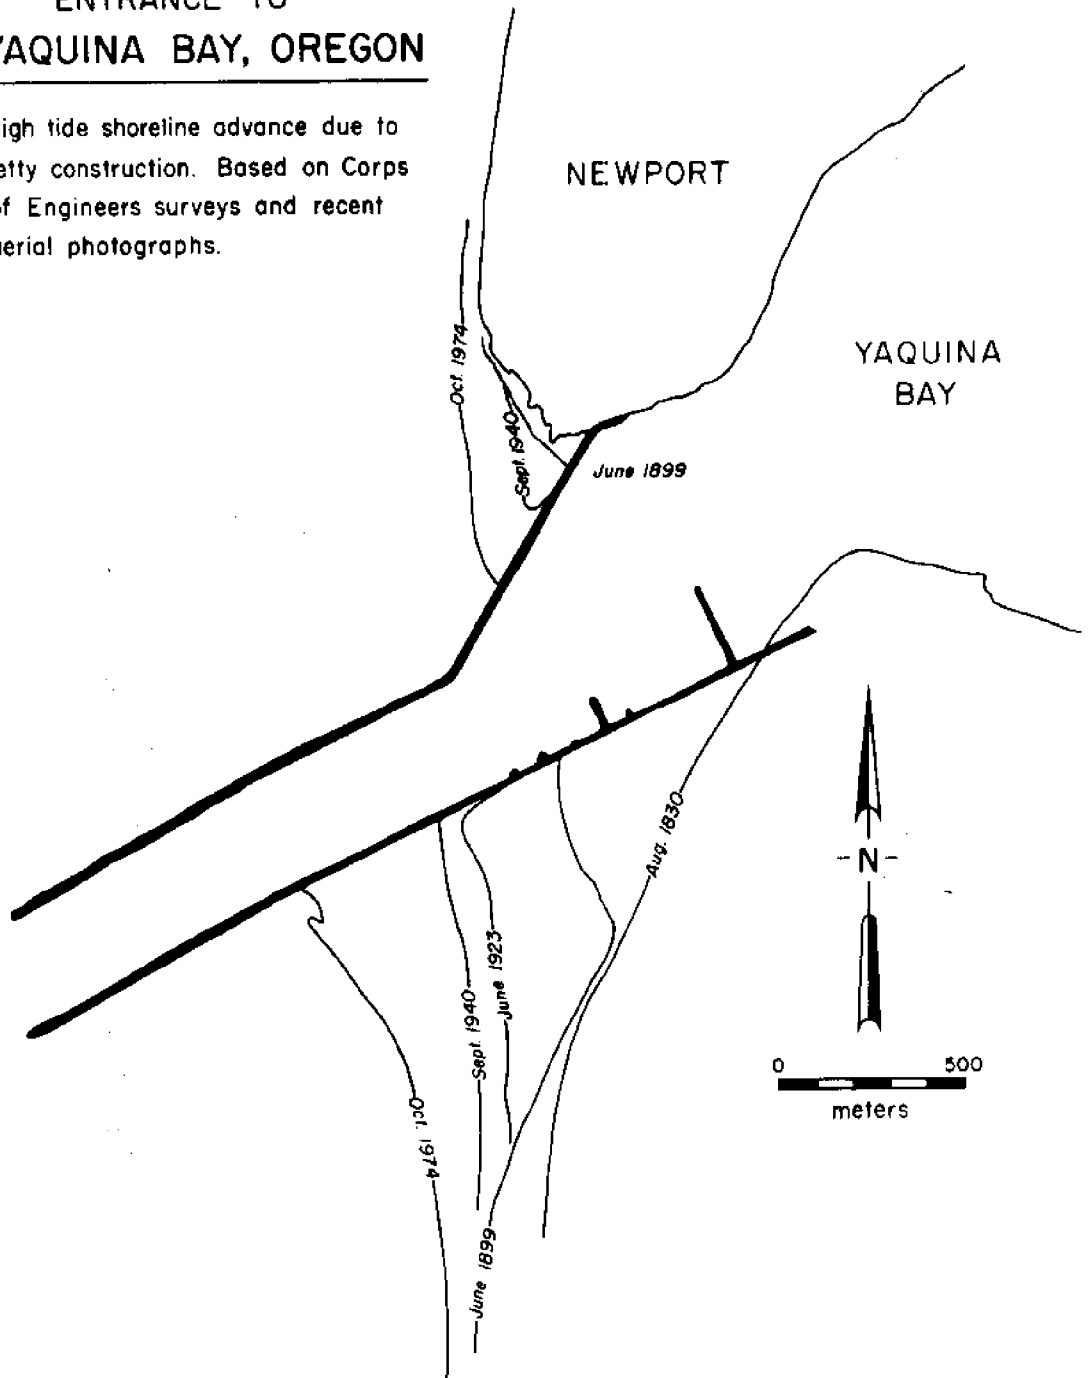 ENTRANCE TO
YAQUINA BAY, OREGON
igh tide shoreline advance due to
etty construction. Based on Corps
of Engineers surveys and recent
aerial photographs.
NEWPORT
YAQUINA
BAY
Oct. 1974
Sept. 1940
June 1899
Aug. 1830
June 1923
Sept. 1940
Oct. 1974
June 1899
-N-
0 500
meters